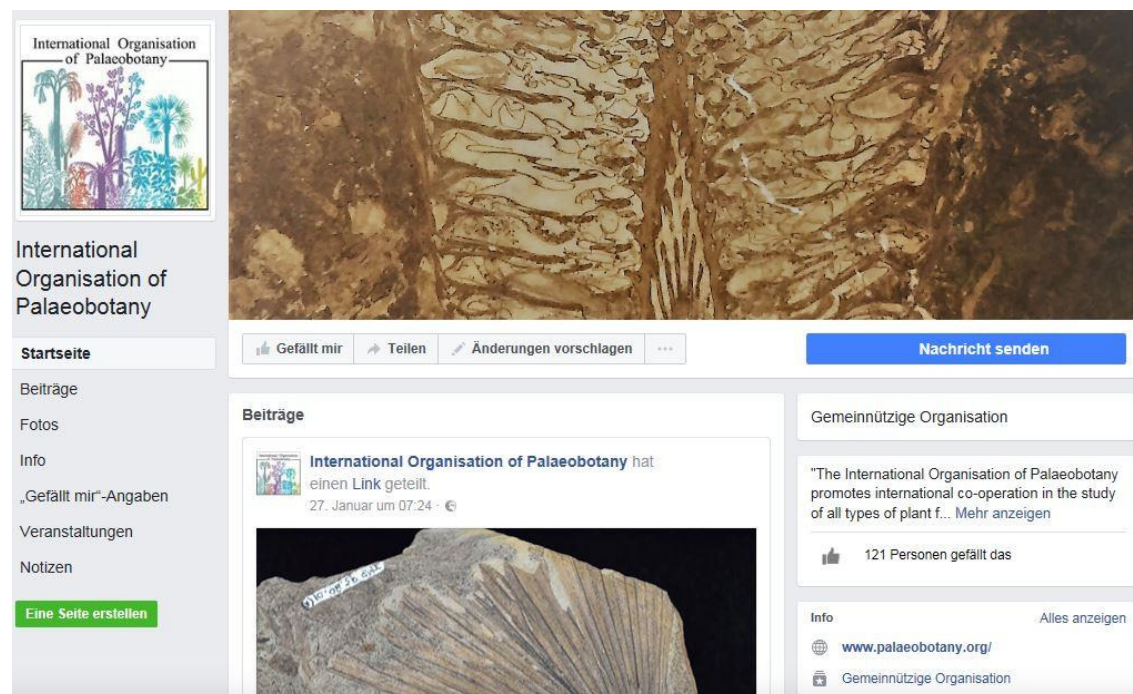 International Organisation
of Palaeobotany
International
Organisation of
Palaeobotany
Startseite
Beiträge
Fotos
Info
„Gefällt mir“-Angaben
Veranstaltungen
Notizen
Eine Seite erstellen
Gefällt mir
Teilen
Änderungen vorschlagen
Nachricht senden
Beiträge
International Organisation of Palaeobotany hat
einen Link geteilt.
27. Januar um 07:24 ·
Gemeinnützige Organisation
"The International Organisation of Palaeobotany
promotes international co-operation in the study
of all types of plant f... Mehr anzeigen
121 Personen gefällt das
Info Alles anzeigen
www.palaeobotany.org/
Gemeinnützige Organisation